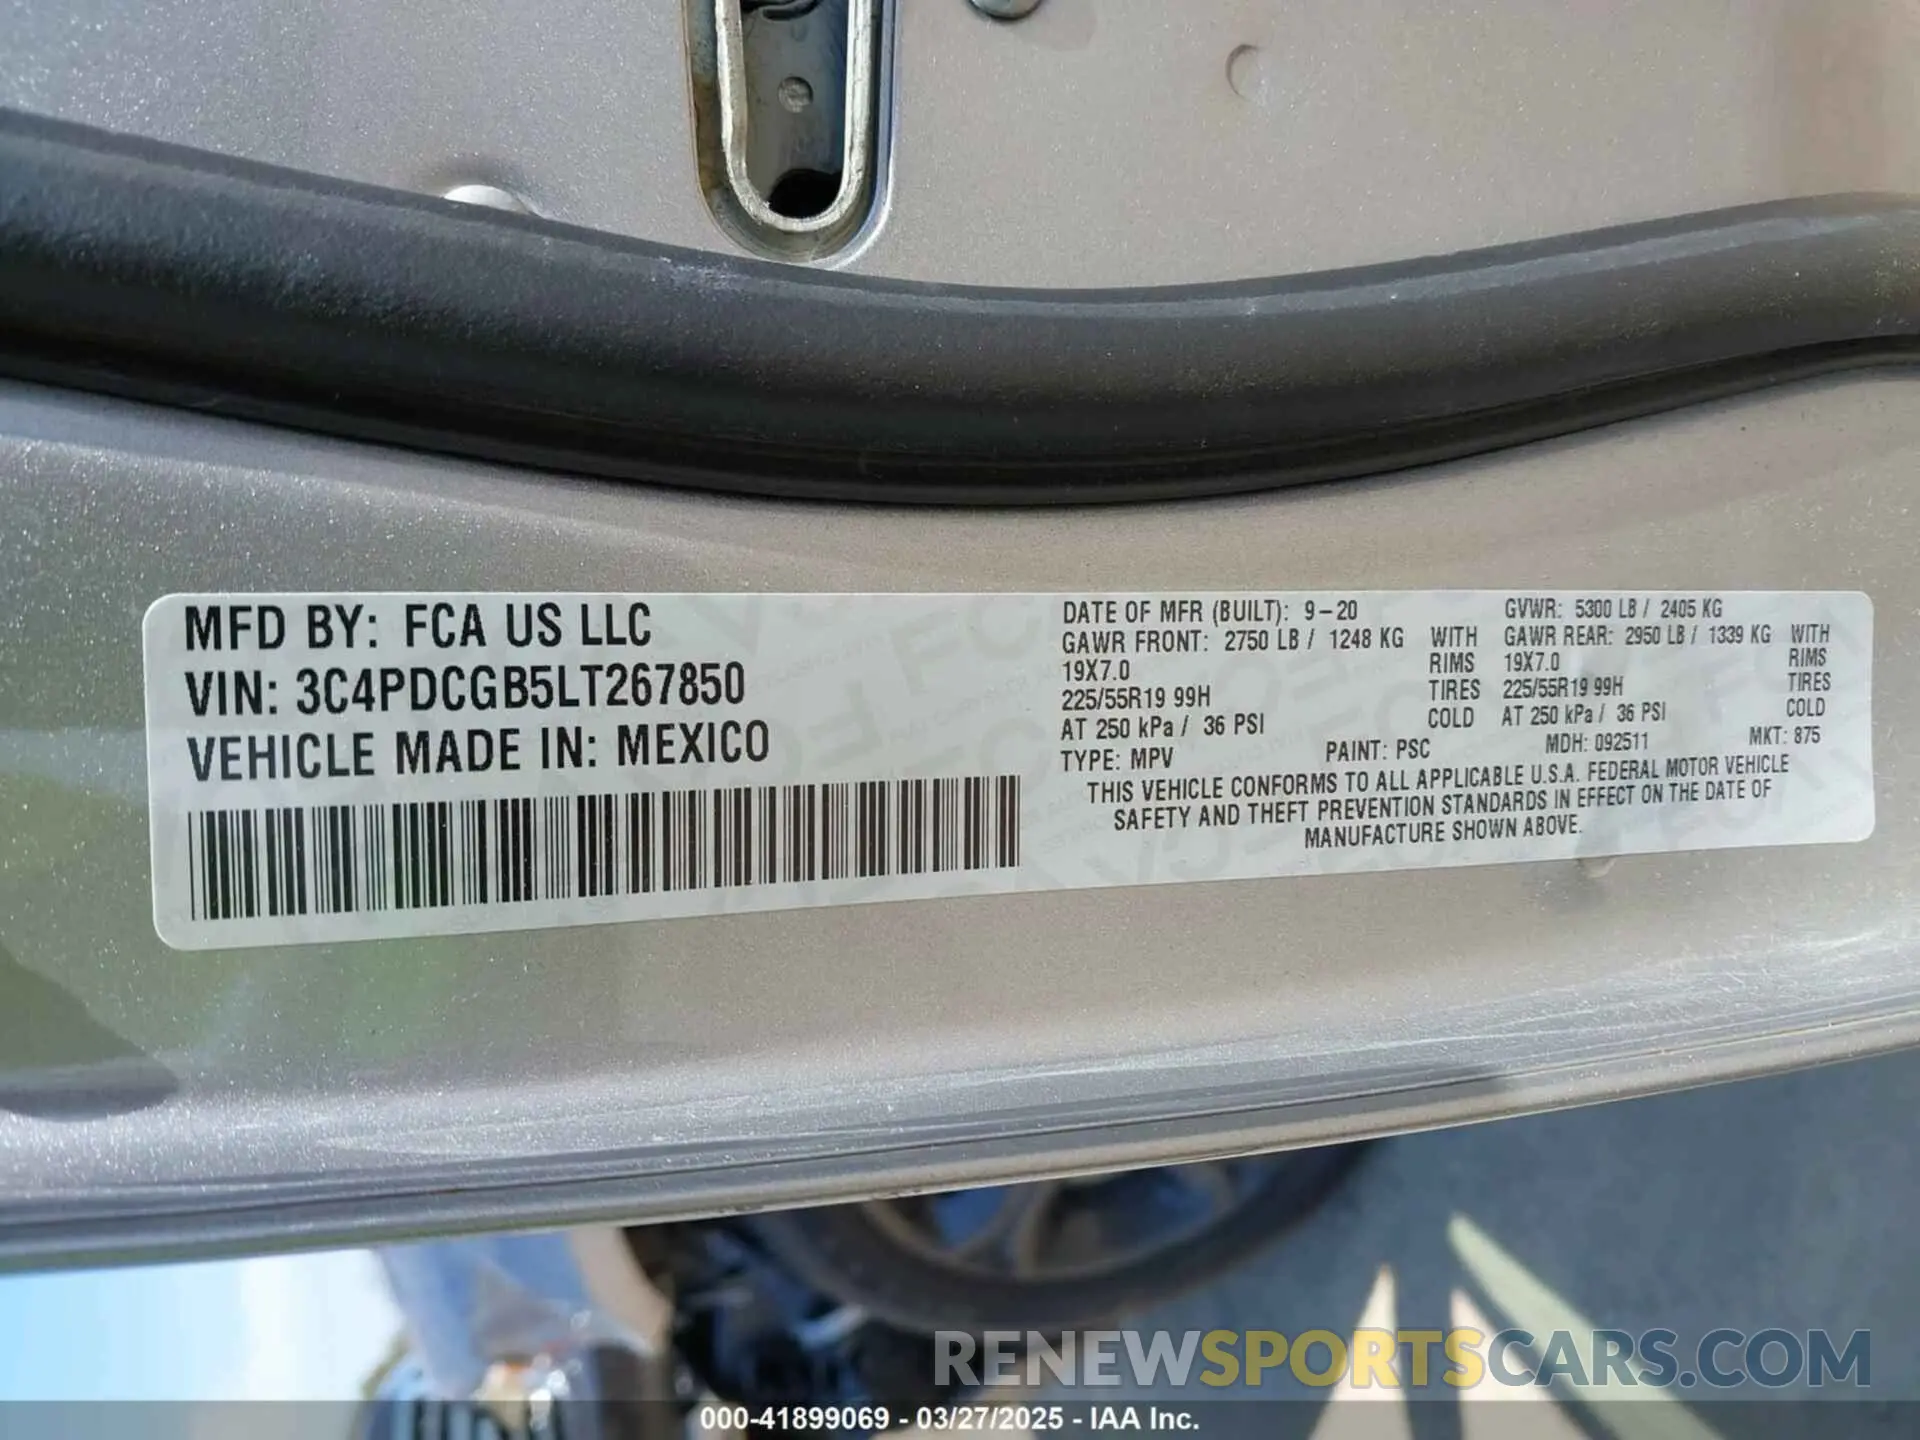 MFD BY: FCA US LLC
VIN: 3C4PDCGB5LT267850
VEHICLE MADE IN: MEXICO
DATE OF MFR (BUILT): 9-20 GVWR: 5300 LB / 2405 KG
GAWR FRONT: 2750 LB / 1248 KG WITH GAWR REAR: 2950 LB / 1339 KG WITH
19X7.0 RIMS 19X7.0 RIMS
225/55R19 99H TIRES 225/55R19 99H TIRES
AT 250 kPa / 36 PSI COLD AT 250 kPa / 36 PSI COLD
TYPE: MPV PAINT: PSC MDH: 092511 MKT: 875
THIS VEHICLE CONFORMS TO ALL APPLICABLE U.S.A. FEDERAL MOTOR VEHICLE
SAFETY AND THEFT PREVENTION STANDARDS IN EFFECT ON THE DATE OF
MANUFACTURE SHOWN ABOVE.
RENEWSPORTSCARS.COM
000-41899069 - 03/27/2025 - IAA Inc.